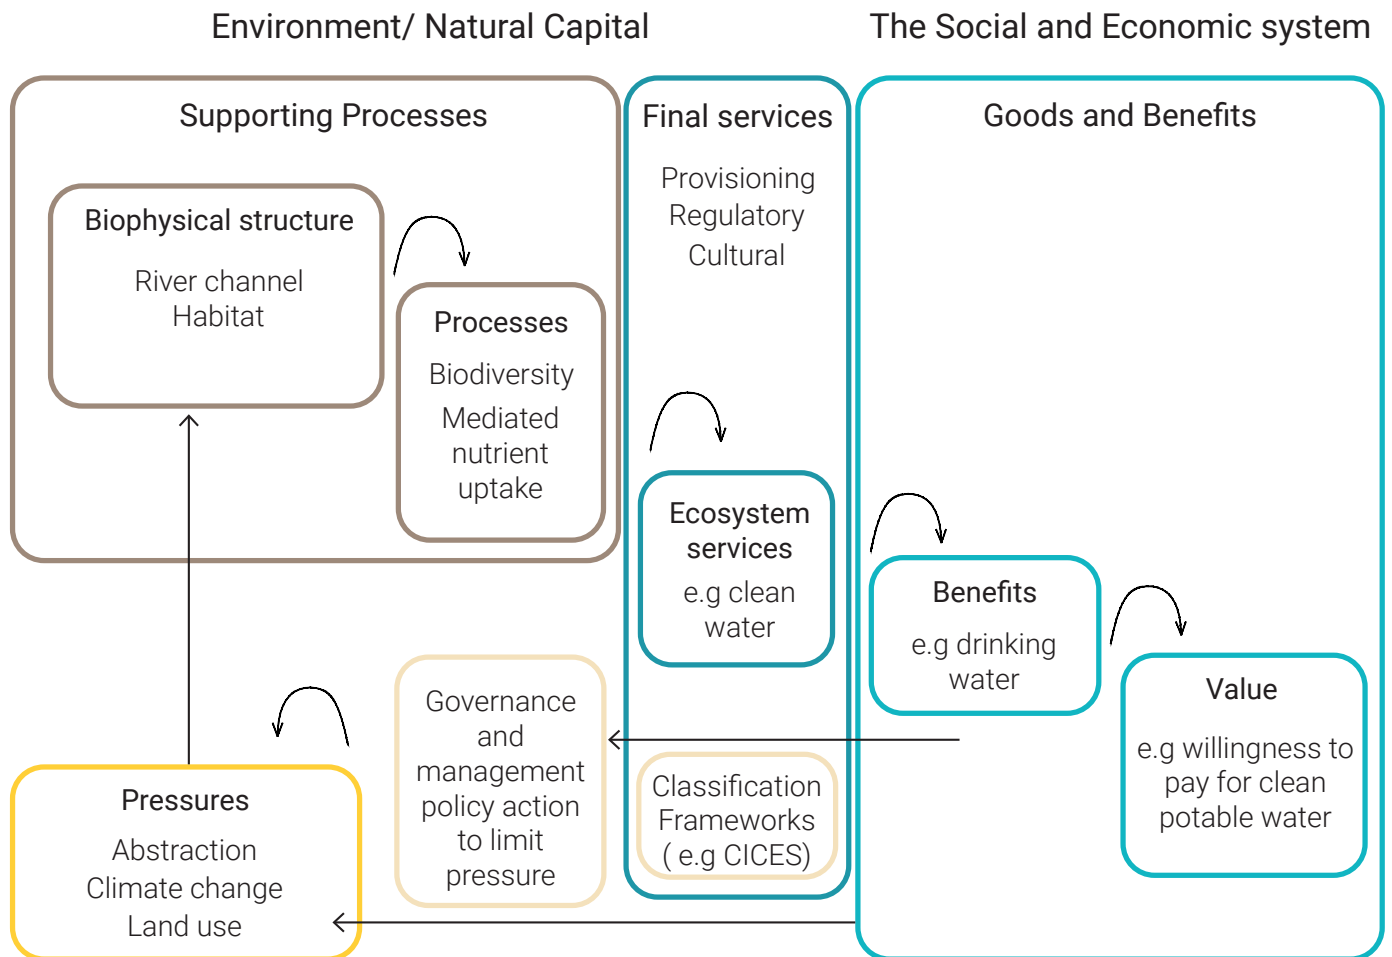 Environment/ Natural Capital
The Social and Economic system
Supporting Processes
Biophysical structure
River channel
Habitat
Processes
Biodiversity
Mediated
nutrient
uptake
Final services
Provisioning
Regulatory
Cultural
Ecosystem
services
e.g clean
water
Classification
Frameworks
( e.g CICES)
Goods and Benefits
Benefits
e.g drinking
water
Value
e.g willingness to
pay for clean
potable water
Governance
and
management
policy action
to limit
pressure
Pressures
Abstraction
Climate change
Land use